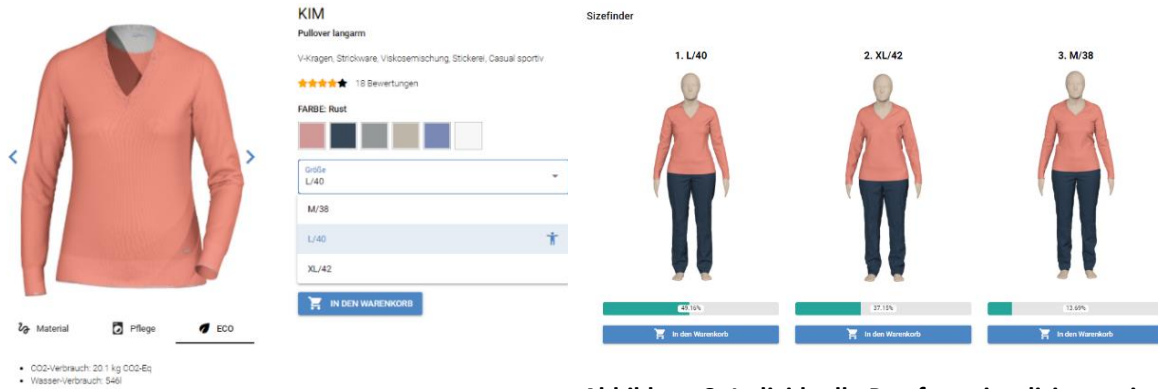 KIM
Pullover langarm
V-Kragen, Strickware, Viskosemischung, Stickerei, Casual sportiv
18 Bewertungen
FARBE: Rust
Größe
L/40
M/38
L/40
XL/42
IN DEN WARENKORB
Material Pflege ECO
• CO2-Verbrauch: 20.1 kg CO2-Eq
• Wasser-Verbrauch: 546l
Sizefinder
1. L/40 2. XL/42 3. M/38
49.16% 27.15% 12.69%
In den Warenkorb In den Warenkorb In den Warenkorb